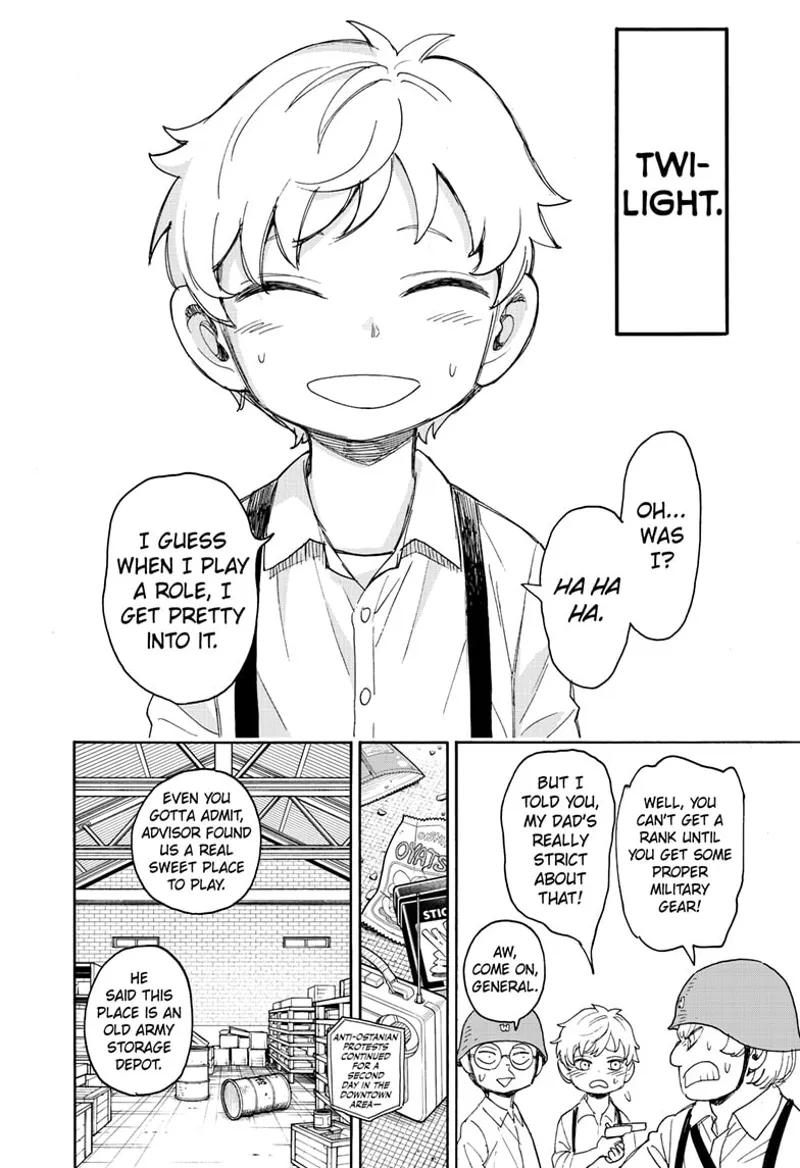 TWI-
LIGHT.
OH...
WAS
I?
HA HA
HA.
I GUESS
WHEN I PLAY
A ROLE, I
GET PRETTY
INTO IT.
WELL, YOU
CAN'T GET A
RANK UNTIL
YOU GET SOME
PROPER
MILITARY
GEAR!
BUT I
TOLD YOU,
MY DAD'S
REALLY
STRICT
ABOUT
THAT!
AW,
COME ON,
GENERAL.
OYATS
STIC
ANTI-OSTANIAN
PROTESTS
CONTINUED
FOR A
SECOND
DAY IN THE
DOWNTOWN
AREA—
EVEN YOU
GOTTA ADMIT,
ADVISOR FOUND
US A REAL
SWEET PLACE
TO PLAY.
HE
SAID THIS
PLACE IS AN
OLD ARMY
STORAGE
DEPOT.